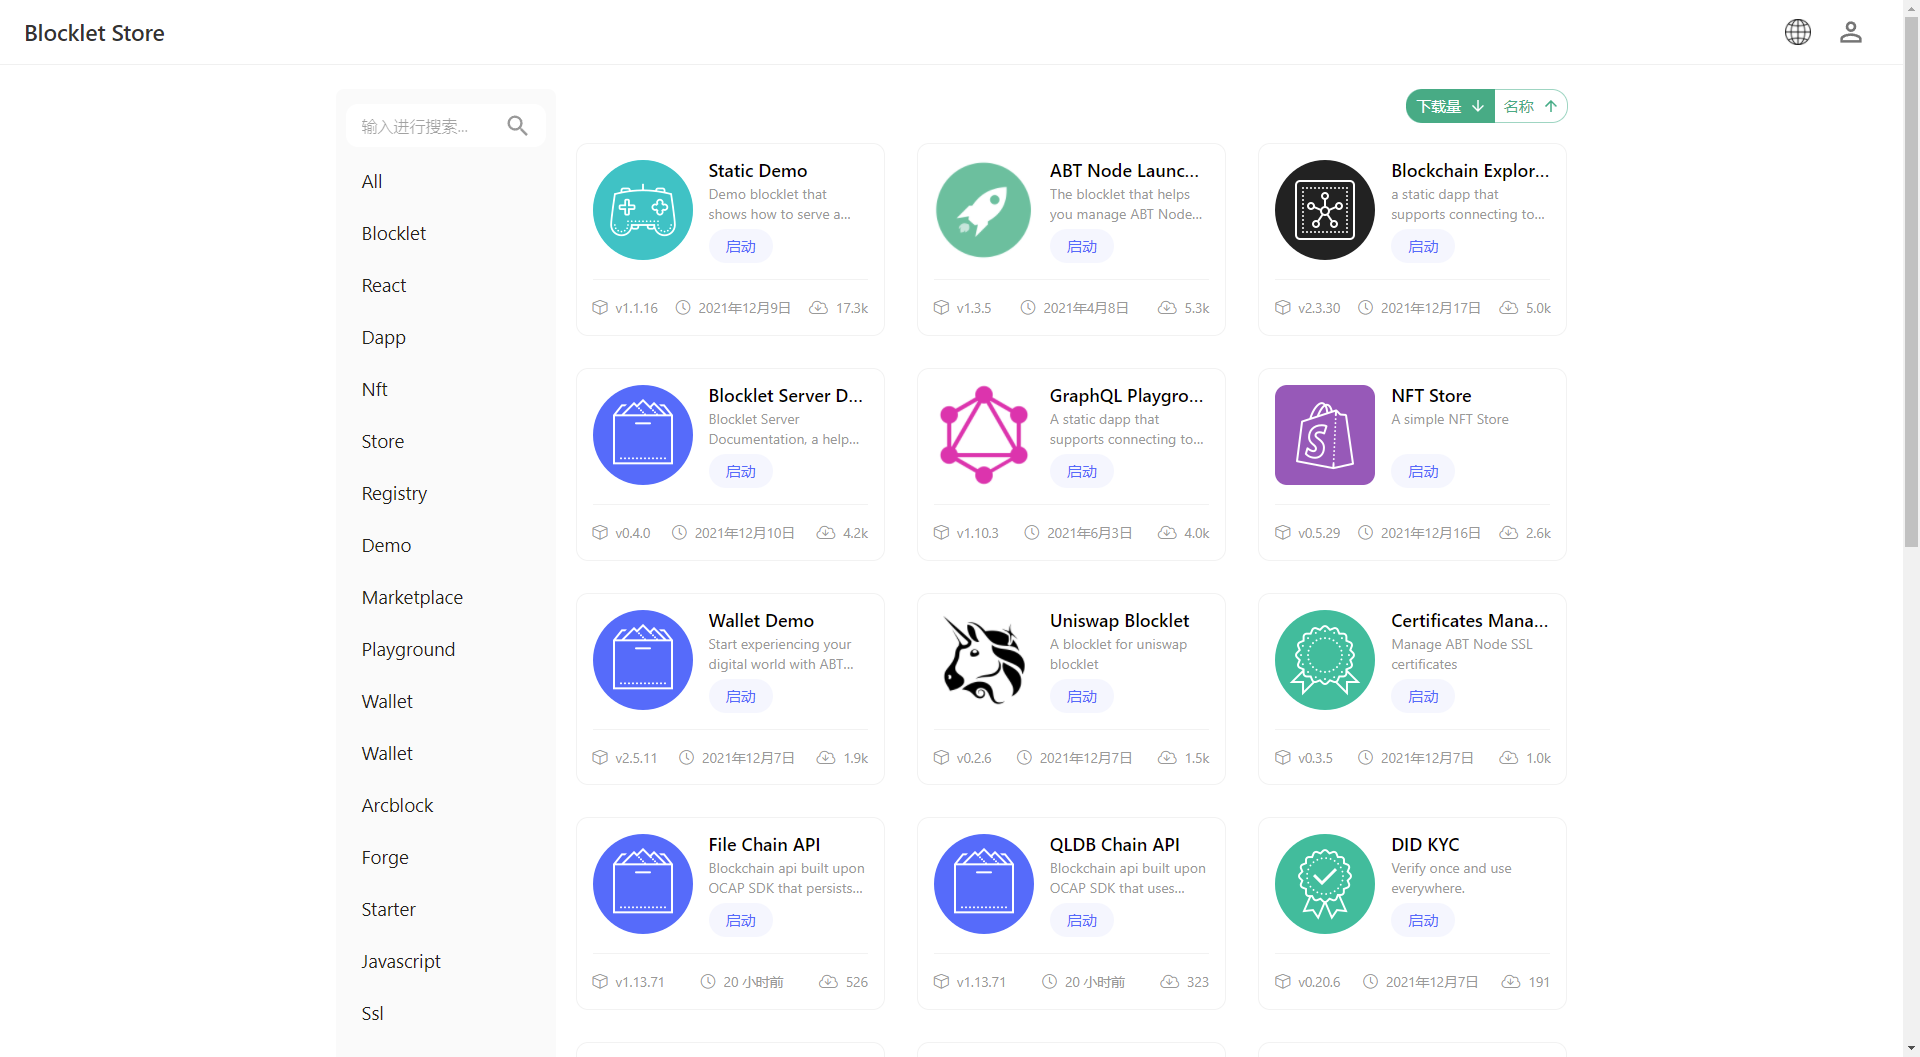 Blocklet Store
输入进行搜索...
All
Blocklet
React
Dapp
Nft
Store
Registry
Demo
Marketplace
Playground
Wallet
Wallet
Arcblock
Forge
Starter
Javascript
Ssl
下载量
名称
Static Demo
Demo blocklet that
shows how to serve a...
启动
v1.1.16
2021年12月9日
17.3k
ABT Node Launc...
The blocklet that helps
you manage ABT Node...
启动
v1.3.5
2021年4月8日
5.3k
Blockchain Explor...
a static dapp that
supports connecting to...
启动
v2.3.30
2021年12月17日
5.0k
Blocklet Server D...
Blocklet Server
Documentation, a help...
启动
v0.4.0
2021年12月10日
4.2k
GraphQL Playgro...
A static dapp that
supports connecting to...
启动
v1.10.3
2021年6月3日
4.0k
NFT Store
A simple NFT Store
启动
v0.5.29
2021年12月16日
2.6k
Wallet Demo
Start experiencing your
digital world with ABT...
启动
v2.5.11
2021年12月7日
1.9k
Uniswap Blocklet
A blocklet for uniswap
blocklet
启动
v0.2.6
2021年12月7日
1.5k
Certificates Mana...
Manage ABT Node SSL
certificates
启动
v0.3.5
2021年12月7日
1.0k
File Chain API
Blockchain api built upon
OCAP SDK that persists...
启动
v1.13.71
20 小时前
526
QLDB Chain API
Blockchain api built upon
OCAP SDK that uses...
启动
v1.13.71
20 小时前
323
DID KYC
Verify once and use
everywhere.
启动
v0.20.6
2021年12月7日
191